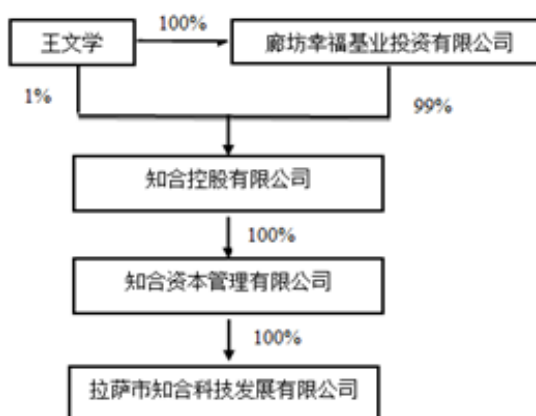 100%
王文学
廊坊幸福基业投资有限公司
1%
99%
知合控股有限公司
100%
知合资本管理有限公司
100%
拉萨市知合科技发展有限公司